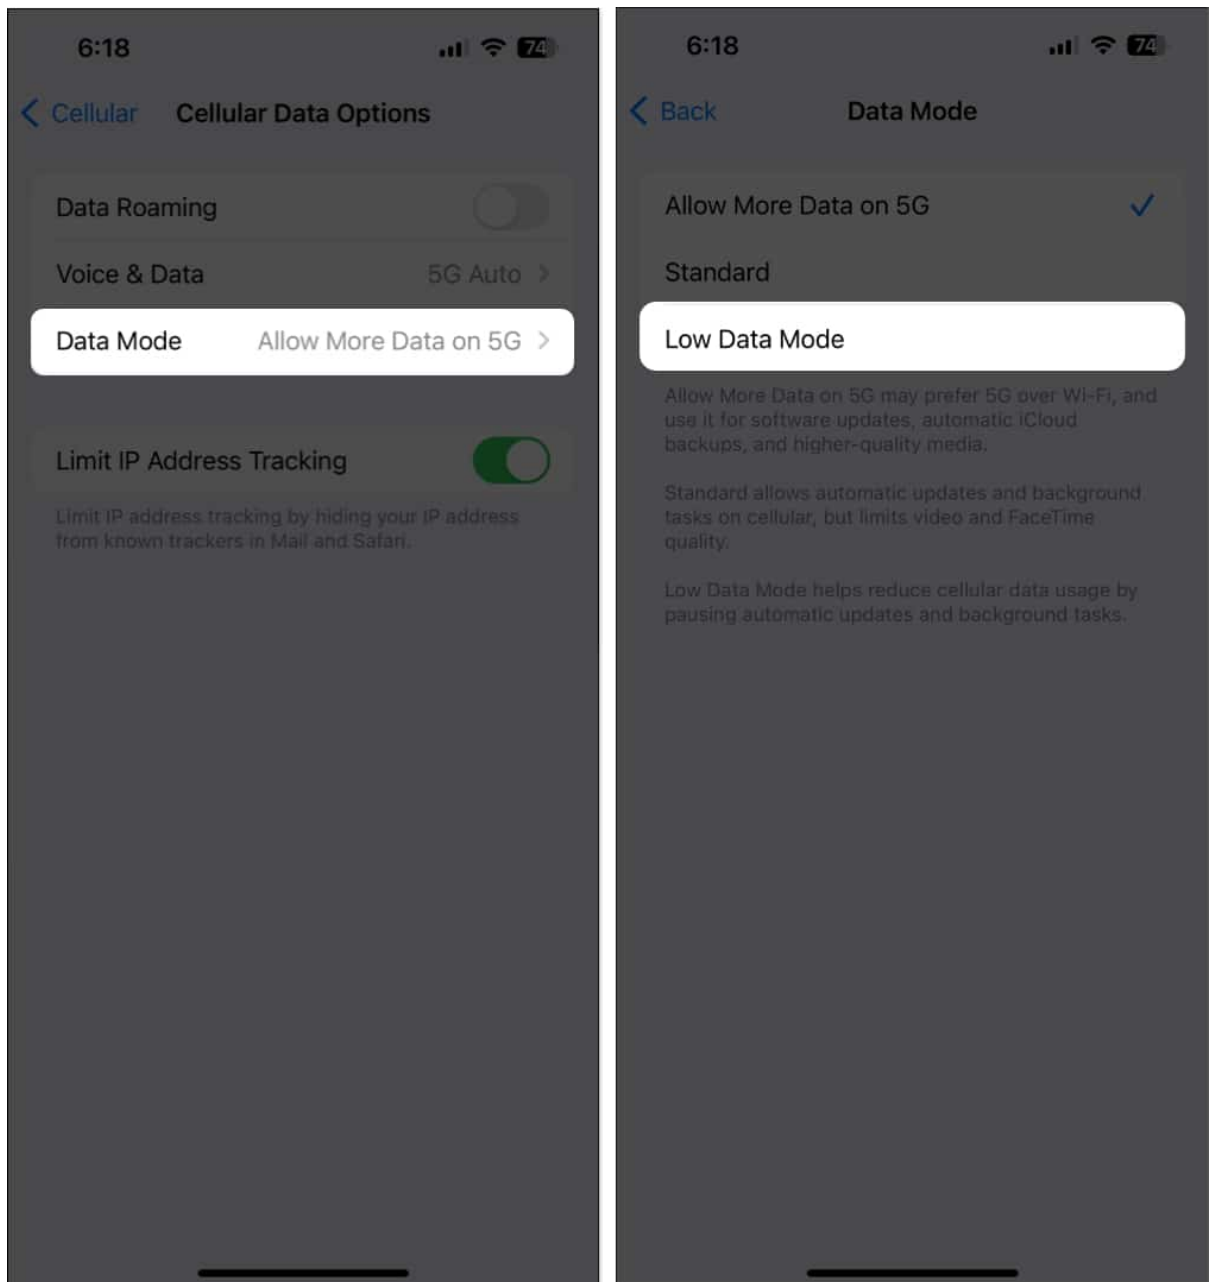 6:18
74
Cellular
Cellular Data Options
Data Roaming
Voice & Data
5G Auto
Data Mode
Allow More Data on 5G
Limit IP Address Tracking
Limit IP address tracking by hiding your IP address
from known trackers in Mail and Safari.
6:18
74
Back
Data Mode
Allow More Data on 5G
Standard
Low Data Mode
Allow More Data on 5G may prefer 5G over Wi-Fi, and
use it for software updates, automatic iCloud
backups, and higher-quality media.
Standard allows automatic updates and background
tasks on cellular, but limits video and FaceTime
quality.
Low Data Mode helps reduce cellular data usage by
pausing automatic updates and background tasks.